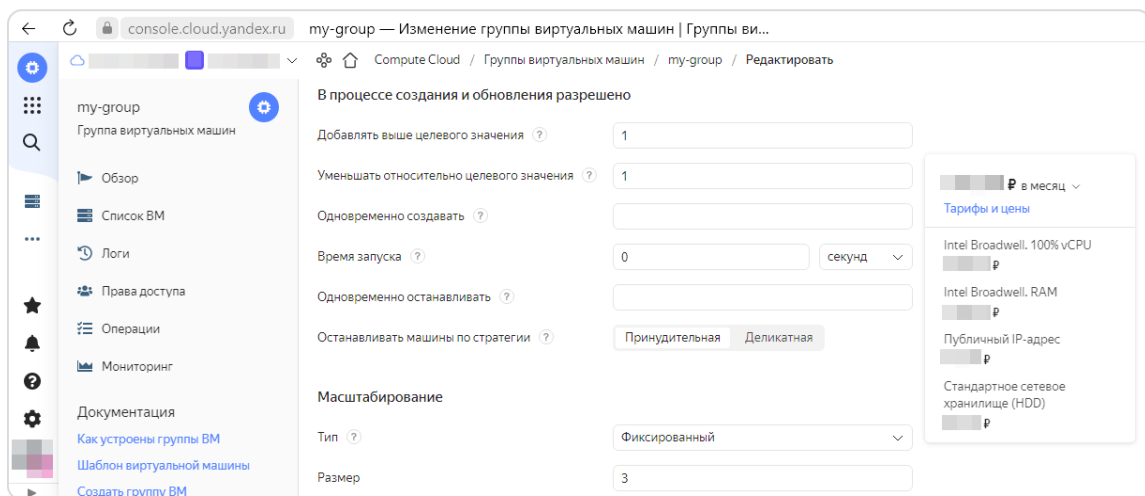 console.cloud.yandex.ru my-group — Изменение группы виртуальных машин | Группы ви...
Compute Cloud / Группы виртуальных машин / my-group / Редактировать
my-group
Группа виртуальных машин
Обзор
Список ВМ
Логи
Права доступа
Операции
Мониторинг
Документация
Как устроены группы ВМ
Шаблон виртуальной машины
Создать группу ВМ
В процессе создания и обновления разрешено
Добавлять выше целевого значения ? 1
Уменьшать относительно целевого значения ? 1
Одновременно создавать ?
Время запуска ? 0 секунд
Одновременно останавливать ?
Останавливать машины по стратегии ? Принудительная Деликатная
Масштабирование
Тип ? Фиксированный
Размер 3
₽ в месяц
Тарифы и цены
Intel Broadwell. 100% vCPU
₽
Intel Broadwell. RAM
₽
Публичный IP-адрес
₽
Стандартное сетевое
хранилище (HDD)
₽